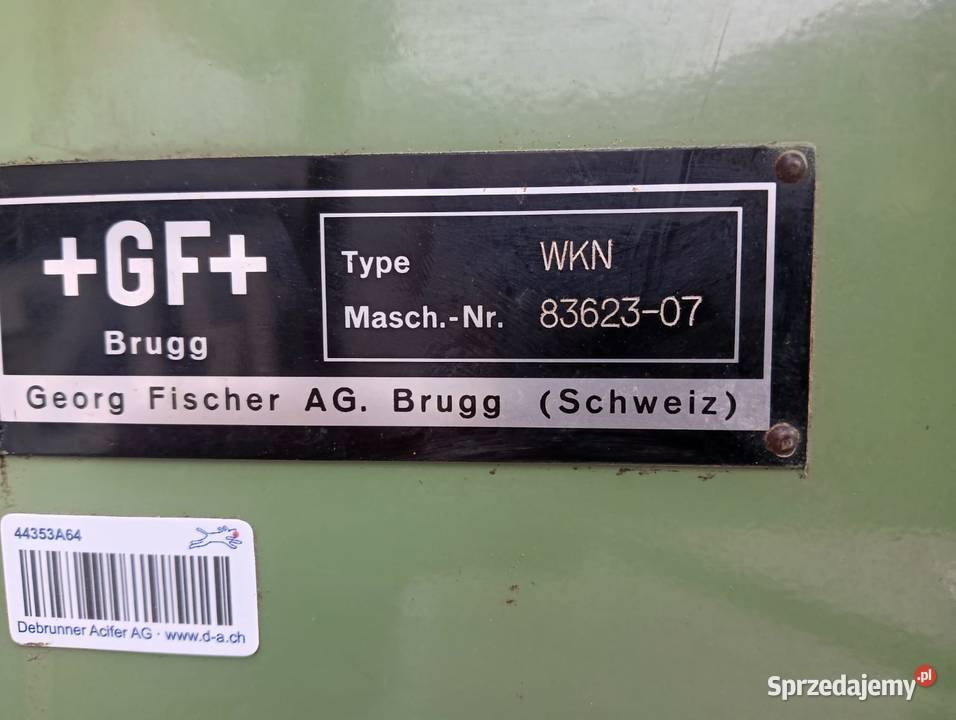 +GF+
Brugg
Type WKN
Masch.-Nr. 83623-07
Georg Fischer AG. Brugg (Schweiz)
44353A64
Debrunner Acifer AG · www.d-a.ch
Sprzedajemy.pl